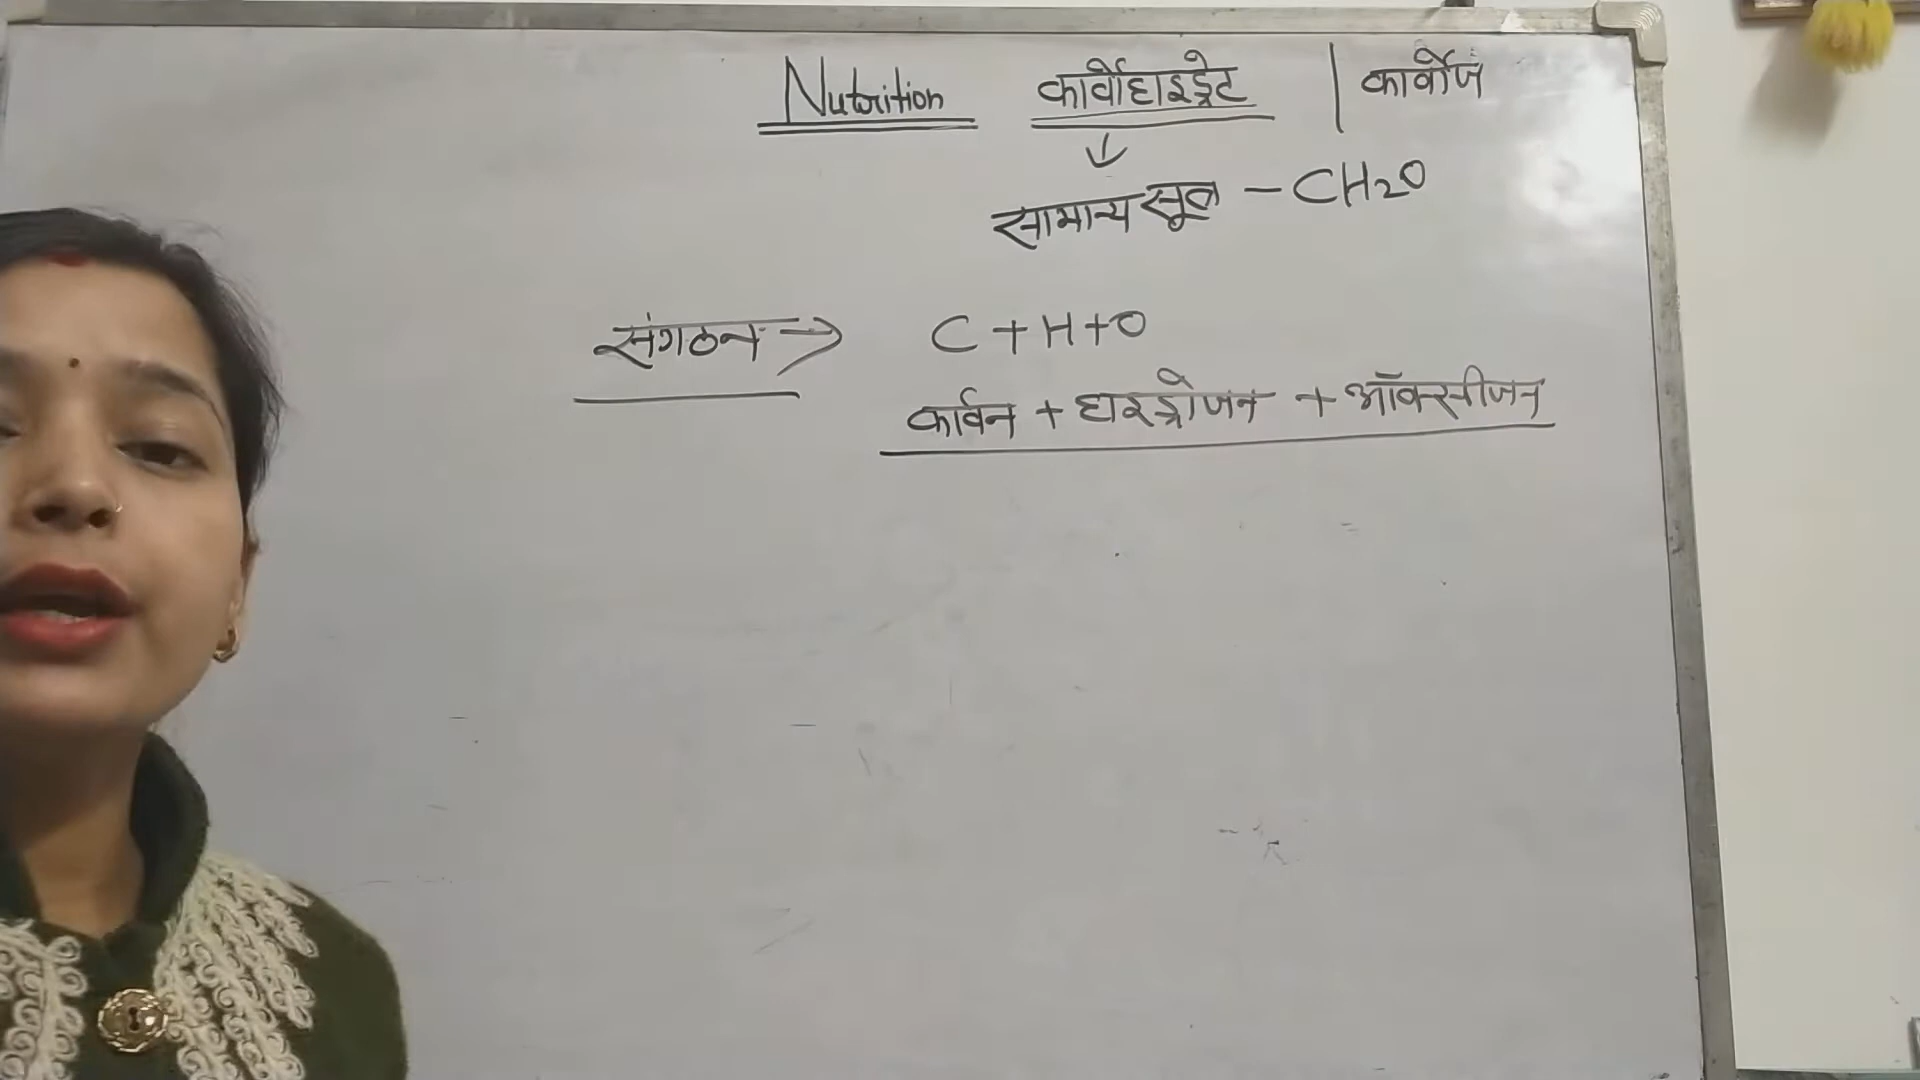 Nutrition कार्बोहाइड्रेट | कार्बोज
सामान्य सूत्र - CH2O
संगठन → C + H + O
कार्बन + हाइड्रोजन + ऑक्सीजन